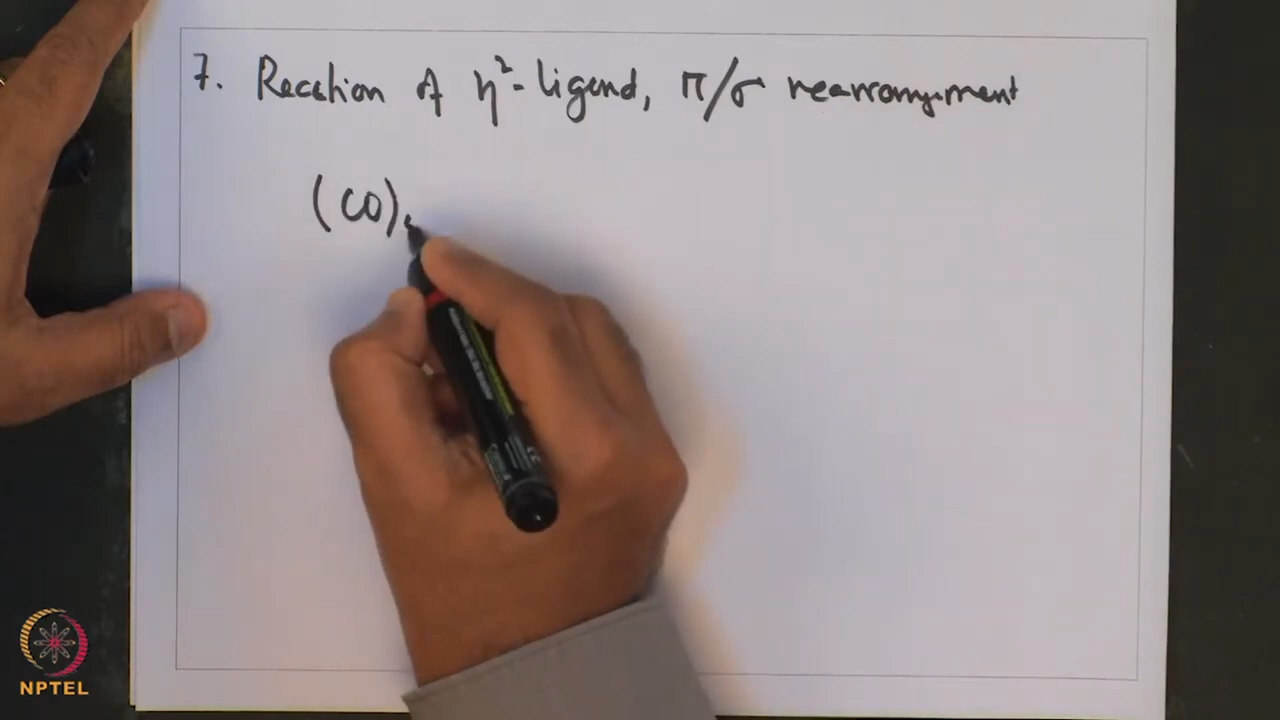 7. Reaction of η²-ligand, π/σ rearrangement
(CO)
NPTEL